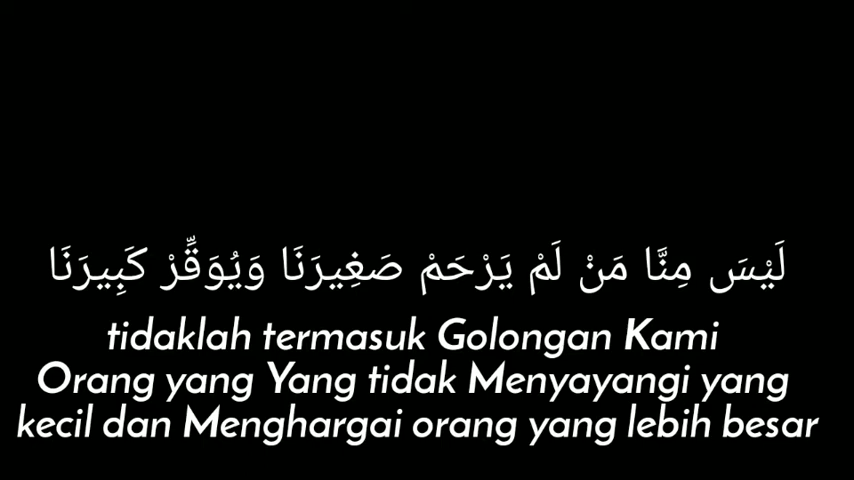 لَيْسَ مِنَّا مَنْ لَمْ يَرْحَمْ صَغِيرَنَا وَيُوَقِّرْ كَبِيرَنَا
tidaklah termasuk Golongan Kami
Orang yang Yang tidak Menyayangi yang
kecil dan Menghargai orang yang lebih besar